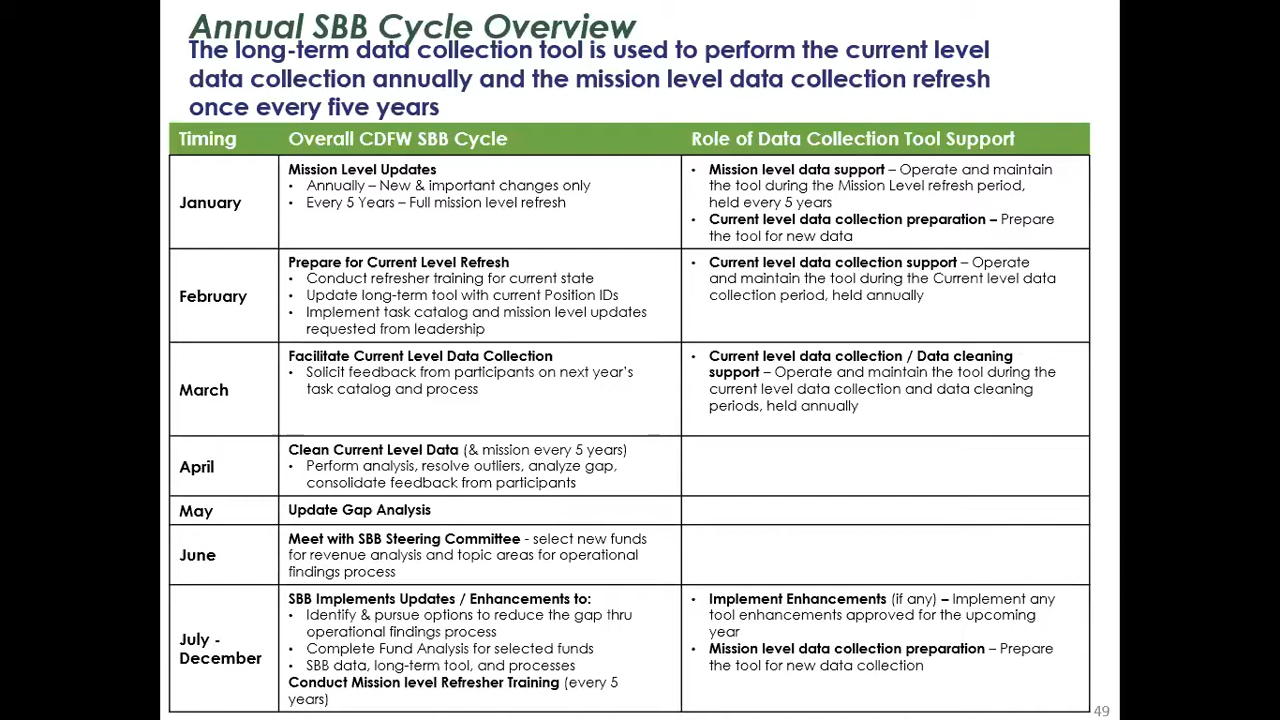 Annual SBB Cycle Overview
The long-term data collection tool is used to perform the current level
data collection annually and the mission level data collection refresh
once every five years
Timing
Overall CDFW SBB Cycle
Role of Data Collection Tool Support
January
Mission Level Updates
• Annually – New & important changes only
• Every 5 Years – Full mission level refresh
• Mission level data support – Operate and maintain
the tool during the Mission Level refresh period,
held every 5 years
• Current level data collection preparation – Prepare
the tool for new data
February
Prepare for Current Level Refresh
• Conduct refresher training for current state
• Update long-term tool with current Position IDs
• Implement task catalog and mission level updates
requested from leadership
• Current level data collection support – Operate
and maintain the tool during the Current level data
collection period, held annually
March
Facilitate Current Level Data Collection
• Solicit feedback from participants on next year's
task catalog and process
• Current level data collection / Data cleaning
support – Operate and maintain the tool during the
current level data collection and data cleaning
periods, held annually
April
Clean Current Level Data (& mission every 5 years)
• Perform analysis, resolve outliers, analyze gap,
consolidate feedback from participants
May
Update Gap Analysis
June
Meet with SBB Steering Committee - select new funds
for revenue analysis and topic areas for operational
findings process
July -
December
SBB Implements Updates / Enhancements to:
• Identify & pursue options to reduce the gap thru
operational findings process
• Complete Fund Analysis for selected funds
• SBB data, long-term tool, and processes
Conduct Mission level Refresher Training (every 5
years)
• Implement Enhancements (if any) – Implement any
tool enhancements approved for the upcoming
year
• Mission level data collection preparation – Prepare
the tool for new data collection
49